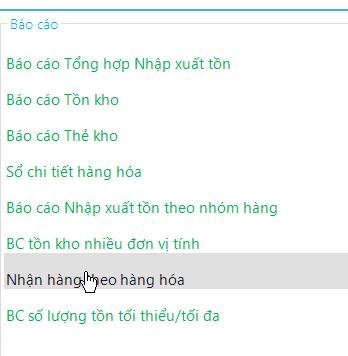 Báo cáo
Báo cáo Tổng hợp Nhập xuất tồn
Báo cáo Tồn kho
Báo cáo Thẻ kho
Sổ chi tiết hàng hóa
Báo cáo Nhập xuất tồn theo nhóm hàng
BC tồn kho nhiều đơn vị tính
Nhận hàng theo hàng hóa
BC số lượng tồn tối thiểu/tối đa